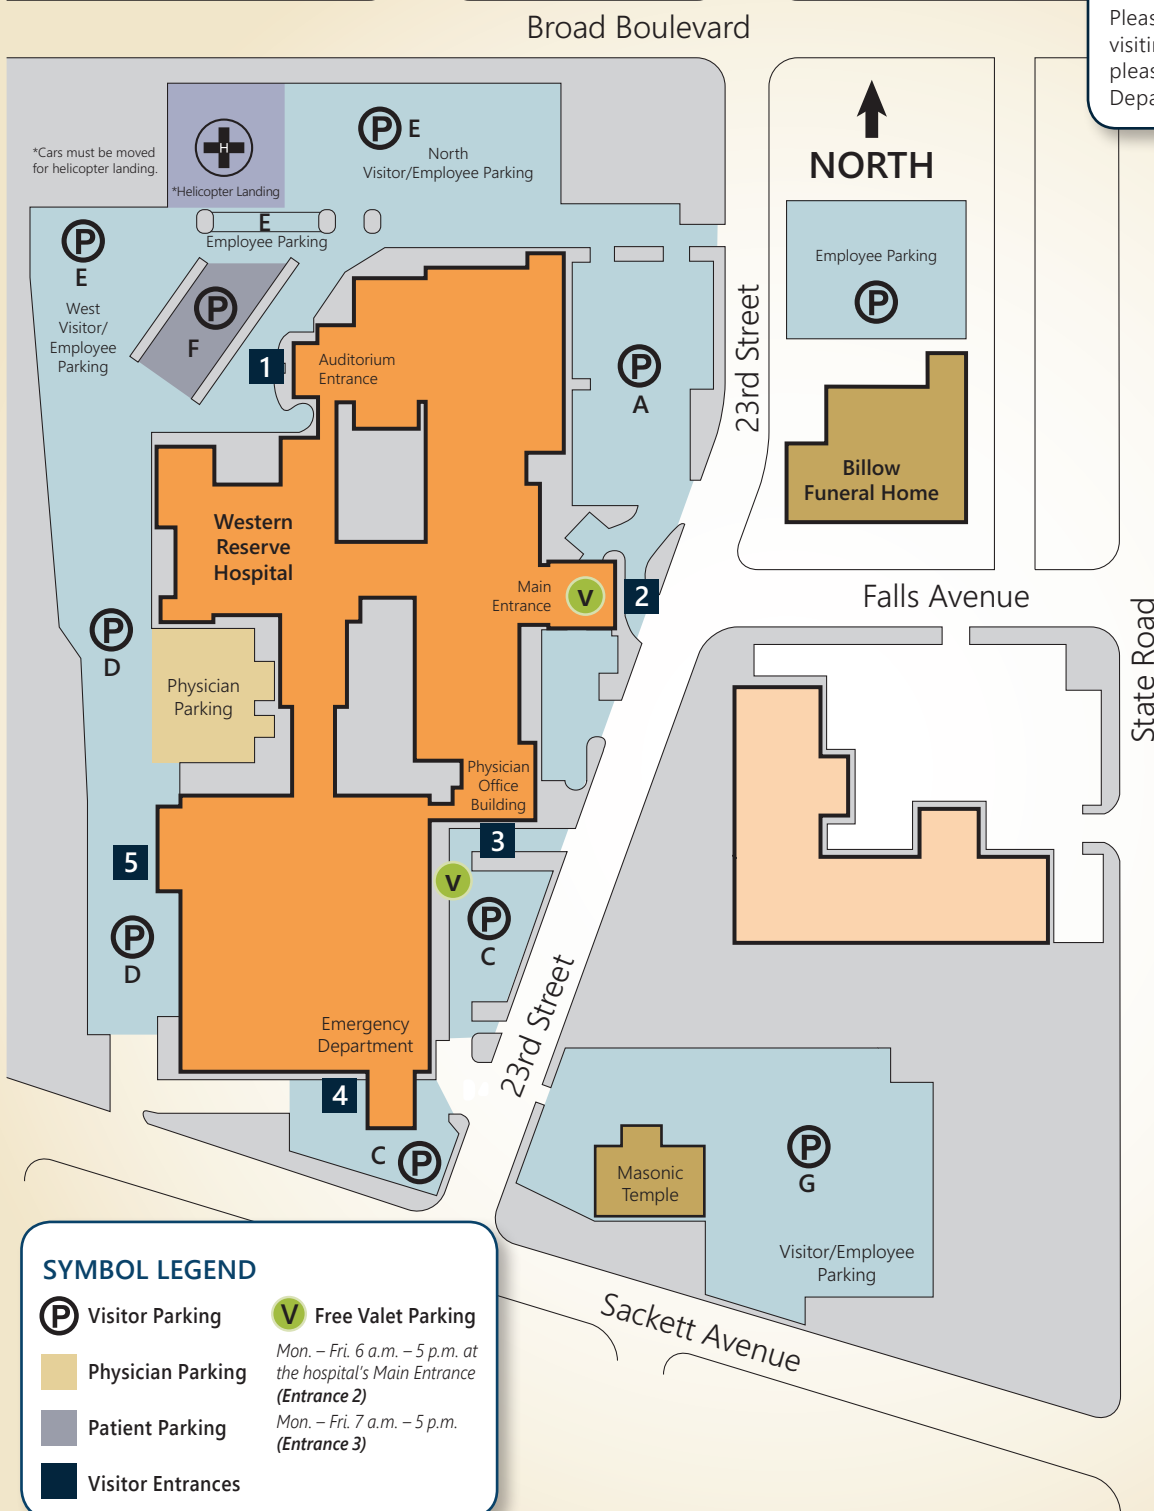 Broad Boulevard
*Cars must be moved
for helicopter landing.
H
*Helicopter Landing
P E
North
Visitor/Employee Parking
NORTH
E
Employee Parking
P
E
West
Visitor/
Employee
Parking
P
F
1
Auditorium
Entrance
P
A
23rd Street
Employee Parking
P
Billow
Funeral Home
Western
Reserve
Hospital
Main
Entrance
V
2
Falls Avenue
State Road
P
D
Physician
Parking
Physician
Office
Building
3
5
V
P
C
P
D
Emergency
Department
23rd Street
4
C P
Masonic
Temple
P
G
Visitor/Employee
Parking
Sackett Avenue
SYMBOL LEGEND
P Visitor Parking
Physician Parking
Patient Parking
Visitor Entrances
V Free Valet Parking
Mon. – Fri. 6 a.m. – 5 p.m. at
the hospital's Main Entrance
(Entrance 2)
Mon. – Fri. 7 a.m. – 5 p.m.
(Entrance 3)